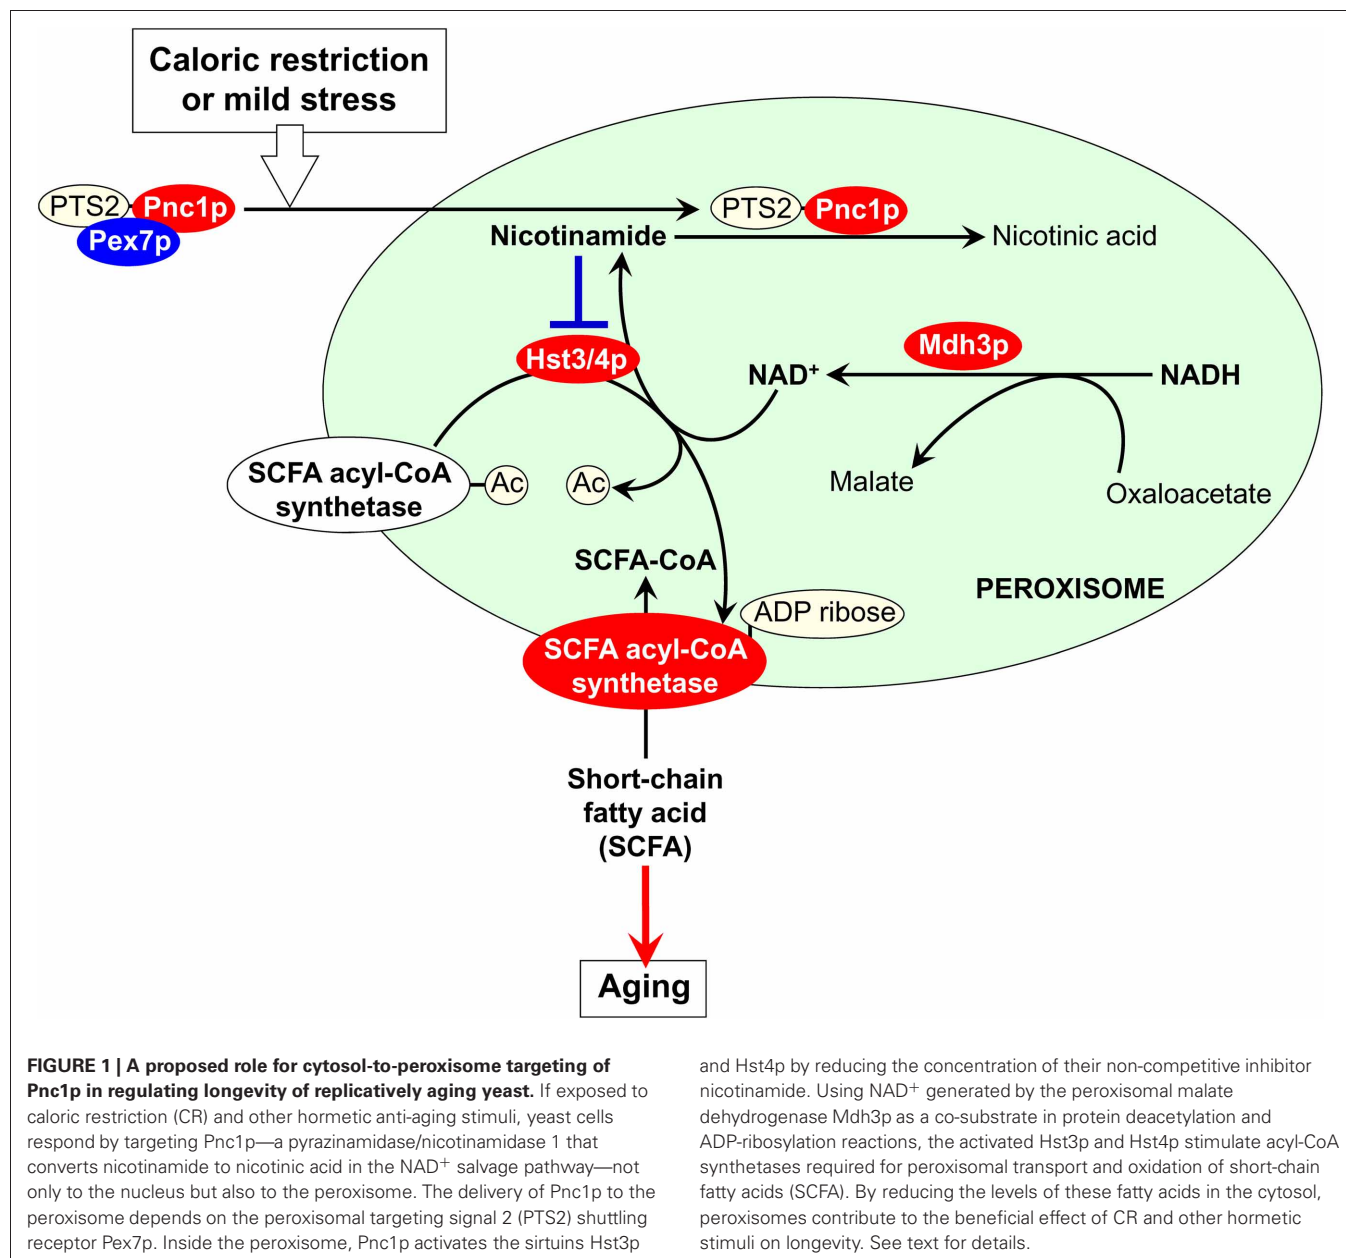 Caloric restriction
or mild stress
PTS2 Pnc1p
Pex7p
PTS2 Pnc1p
Nicotinamide
Nicotinic acid
Hst3/4p
Mdh3p
NAD+
NADH
SCFA acyl-CoA
synthetase
Ac
Ac
Malate
Oxaloacetate
SCFA-CoA
PEROXISOME
ADP ribose
SCFA acyl-CoA
synthetase
Short-chain
fatty acid
(SCFA)
Aging
FIGURE 1 | A proposed role for cytosol-to-peroxisome targeting of
Pnc1p in regulating longevity of replicatively aging yeast. If exposed to
caloric restriction (CR) and other hormetic anti-aging stimuli, yeast cells
respond by targeting Pnc1p—a pyrazinamidase/nicotinamidase 1 that
converts nicotinamide to nicotinic acid in the NAD+ salvage pathway—not
only to the nucleus but also to the peroxisome. The delivery of Pnc1p to the
peroxisome depends on the peroxisomal targeting signal 2 (PTS2) shuttling
receptor Pex7p. Inside the peroxisome, Pnc1p activates the sirtuins Hst3p
and Hst4p by reducing the concentration of their non-competitive inhibitor
nicotinamide. Using NAD+ generated by the peroxisomal malate
dehydrogenase Mdh3p as a co-substrate in protein deacetylation and
ADP-ribosylation reactions, the activated Hst3p and Hst4p stimulate acyl-CoA
synthetases required for peroxisomal transport and oxidation of short-chain
fatty acids (SCFA). By reducing the levels of these fatty acids in the cytosol,
peroxisomes contribute to the beneficial effect of CR and other hormetic
stimuli on longevity. See text for details.